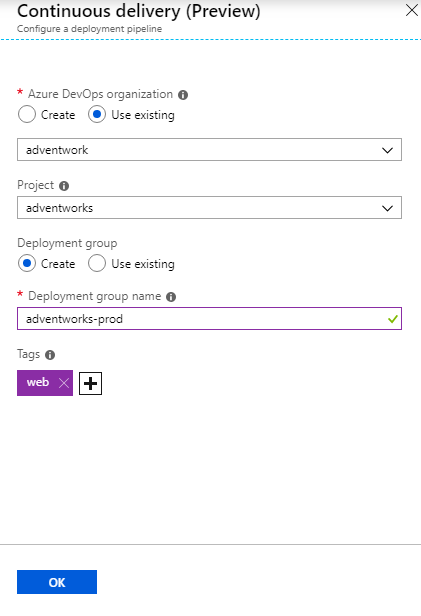 Continuous delivery (Preview)
Configure a deployment pipeline
* Azure DevOps organization
Create Use existing
adventwork
Project
adventworks
Deployment group
Create Use existing
* Deployment group name
adventworks-prod
Tags
web
OK